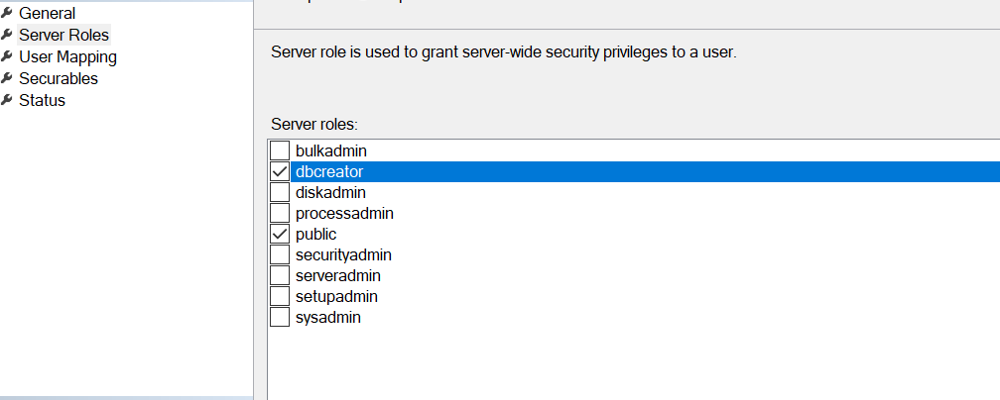 General
Server Roles
User Mapping
Securables
Status
Server role is used to grant server-wide security privileges to a user.
Server roles:
bulkadmin
dbcreator
diskadmin
processadmin
public
securityadmin
serveradmin
setupadmin
sysadmin